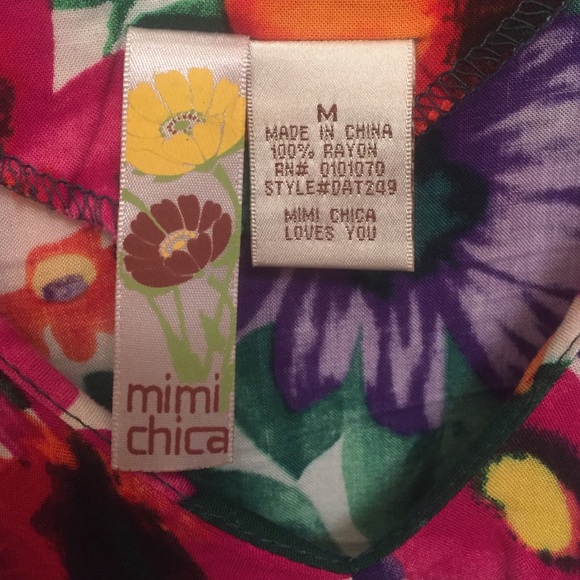 mimi
chica
M
MADE IN CHINA
100% RAYON
RN# 0101070
STYLE#DAT249
MIMI CHICA
LOVES YOU